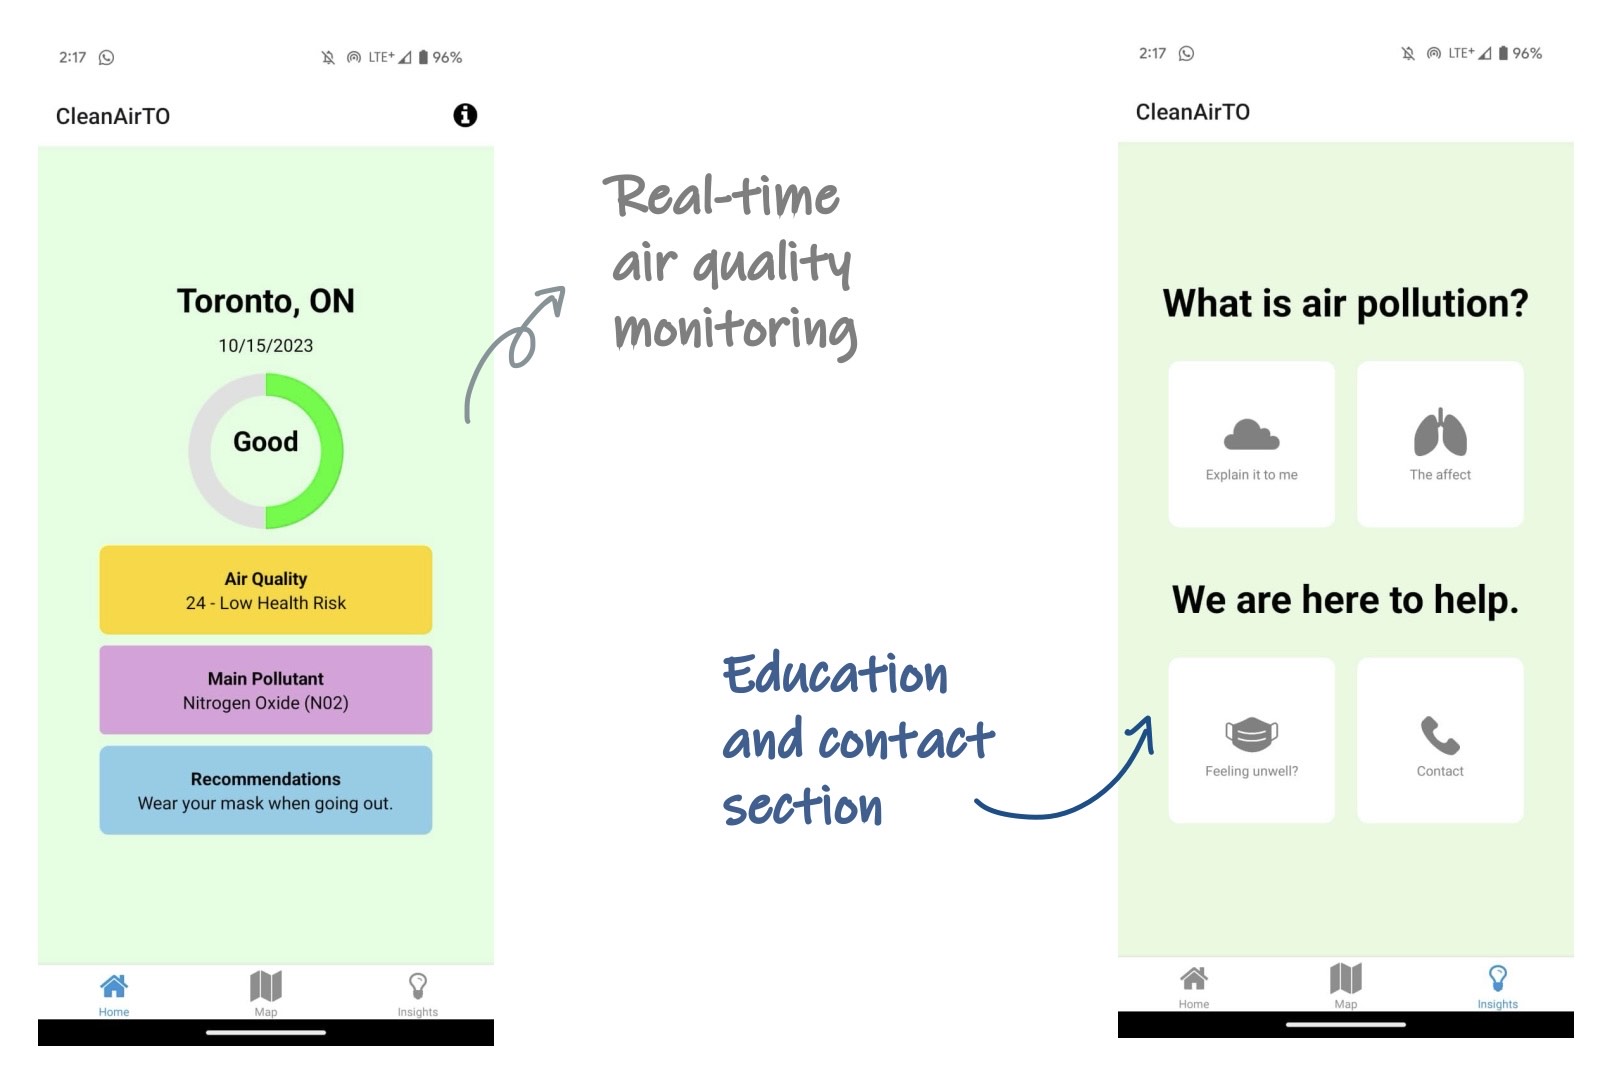 2:17 LTE+ 96%
CleanAirTO
Toronto, ON
10/15/2023
Good
Air Quality
24 - Low Health Risk
Main Pollutant
Nitrogen Oxide (N02)
Recommendations
Wear your mask when going out.
Home Map Insights
Real-time
air quality
monitoring
Education
and contact
section
2:17 LTE+ 96%
CleanAirTO
What is air pollution?
Explain it to me The affect
We are here to help.
Feeling unwell? Contact
Home Map Insights